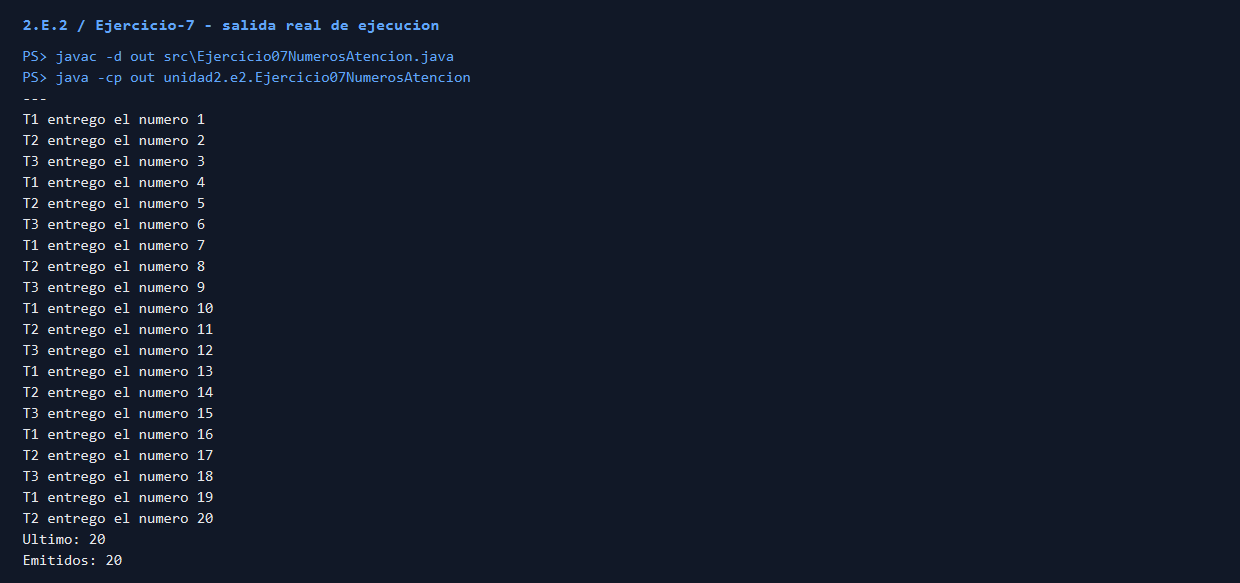 2.E.2 / Ejercicio-7 - salida real de ejecucion
PS> javac -d out src\Ejercicio07NumerosAtencion.java
PS> java -cp out unidad2.e2.Ejercicio07NumerosAtencion
---
T1 entrego el numero 1
T2 entrego el numero 2
T3 entrego el numero 3
T1 entrego el numero 4
T2 entrego el numero 5
T3 entrego el numero 6
T1 entrego el numero 7
T2 entrego el numero 8
T3 entrego el numero 9
T1 entrego el numero 10
T2 entrego el numero 11
T3 entrego el numero 12
T1 entrego el numero 13
T2 entrego el numero 14
T3 entrego el numero 15
T1 entrego el numero 16
T2 entrego el numero 17
T3 entrego el numero 18
T1 entrego el numero 19
T2 entrego el numero 20
Ultimo: 20
Emitidos: 20